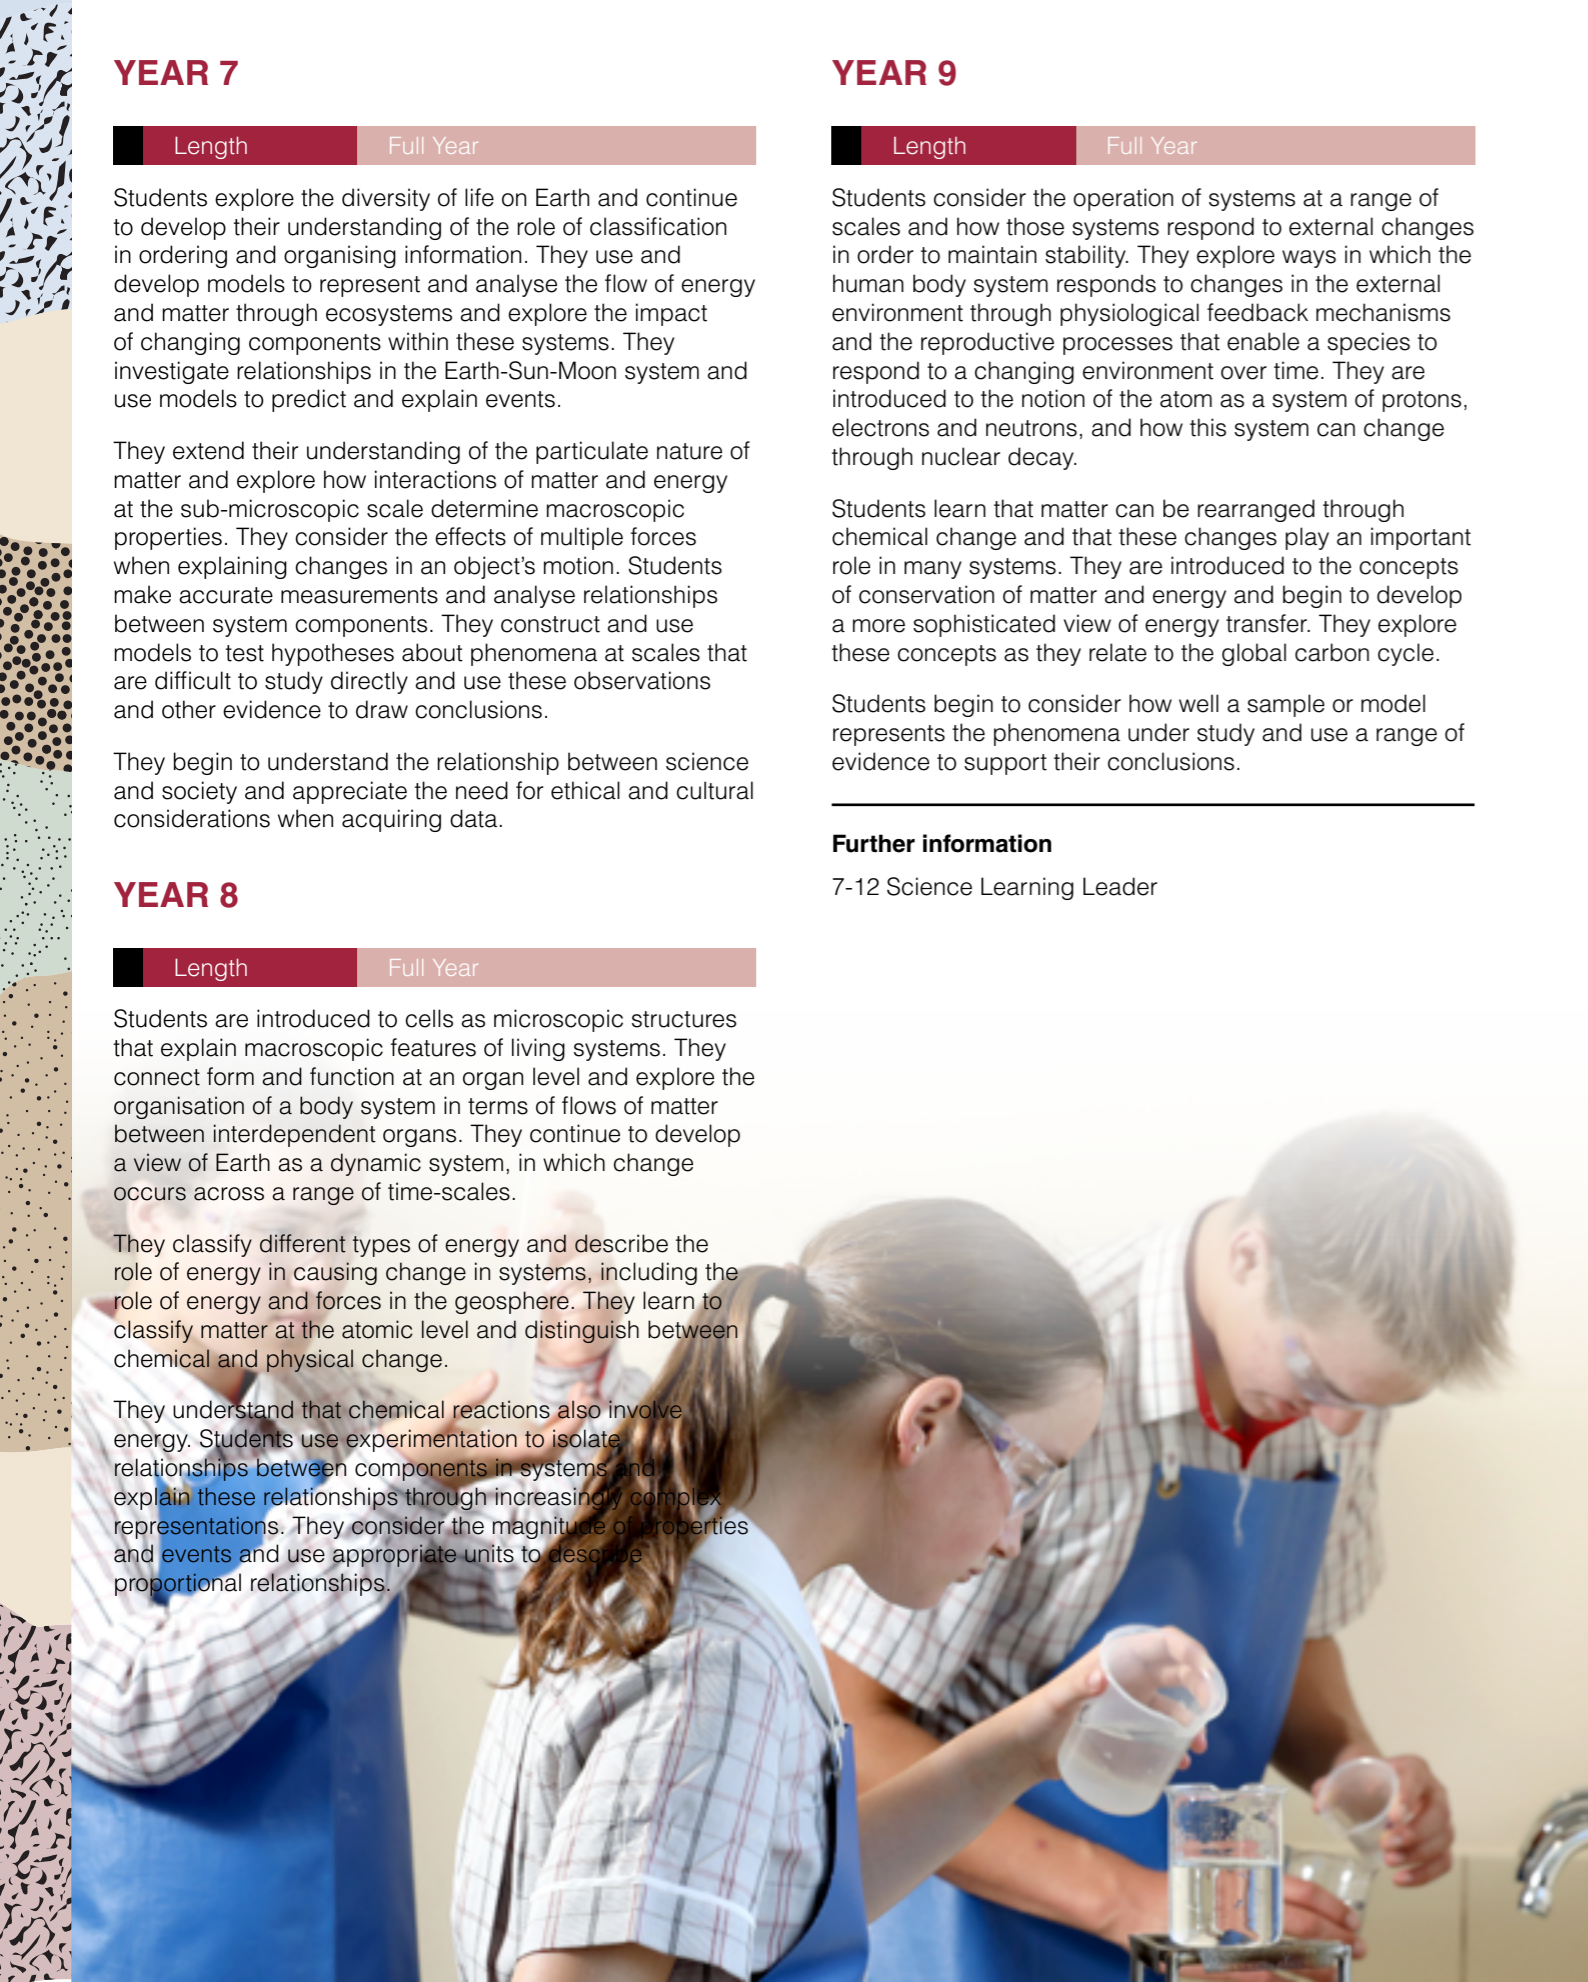 YEAR 7
Length Full Year
Students explore the diversity of life on Earth and continue
to develop their understanding of the role of classification
in ordering and organising information. They use and
develop models to represent and analyse the flow of energy
and matter through ecosystems and explore the impact
of changing components within these systems. They
investigate relationships in the Earth-Sun-Moon system and
use models to predict and explain events.
They extend their understanding of the particulate nature of
matter and explore how interactions of matter and energy
at the sub-microscopic scale determine macroscopic
properties. They consider the effects of multiple forces
when explaining changes in an object's motion. Students
make accurate measurements and analyse relationships
between system components. They construct and use
models to test hypotheses about phenomena at scales that
are difficult to study directly and use these observations
and other evidence to draw conclusions.
They begin to understand the relationship between science
and society and appreciate the need for ethical and cultural
considerations when acquiring data.
YEAR 8
Length Full Year
Students are introduced to cells as microscopic structures
that explain macroscopic features of living systems. They
connect form and function at an organ level and explore the
organisation of a body system in terms of flows of matter
between interdependent organs. They continue to develop
a view of Earth as a dynamic system, in which change
occurs across a range of time-scales.
They classify different types of energy and describe the
role of energy in causing change in systems, including the
role of energy and forces in the geosphere. They learn to
classify matter at the atomic level and distinguish between
chemical and physical change.
They understand that chemical reactions also involve
energy. Students use experimentation to isolate
relationships between components in systems and
explain these relationships through increasingly complex
representations. They consider the magnitude of properties
and events and use appropriate units to describe
proportional relationships.
YEAR 9
Length Full Year
Students consider the operation of systems at a range of
scales and how those systems respond to external changes
in order to maintain stability. They explore ways in which the
human body system responds to changes in the external
environment through physiological feedback mechanisms
and the reproductive processes that enable a species to
respond to a changing environment over time. They are
introduced to the notion of the atom as a system of protons,
electrons and neutrons, and how this system can change
through nuclear decay.
Students learn that matter can be rearranged through
chemical change and that these changes play an important
role in many systems. They are introduced to the concepts
of conservation of matter and energy and begin to develop
a more sophisticated view of energy transfer. They explore
these concepts as they relate to the global carbon cycle.
Students begin to consider how well a sample or model
represents the phenomena under study and use a range of
evidence to support their conclusions.
Further information
7-12 Science Learning Leader